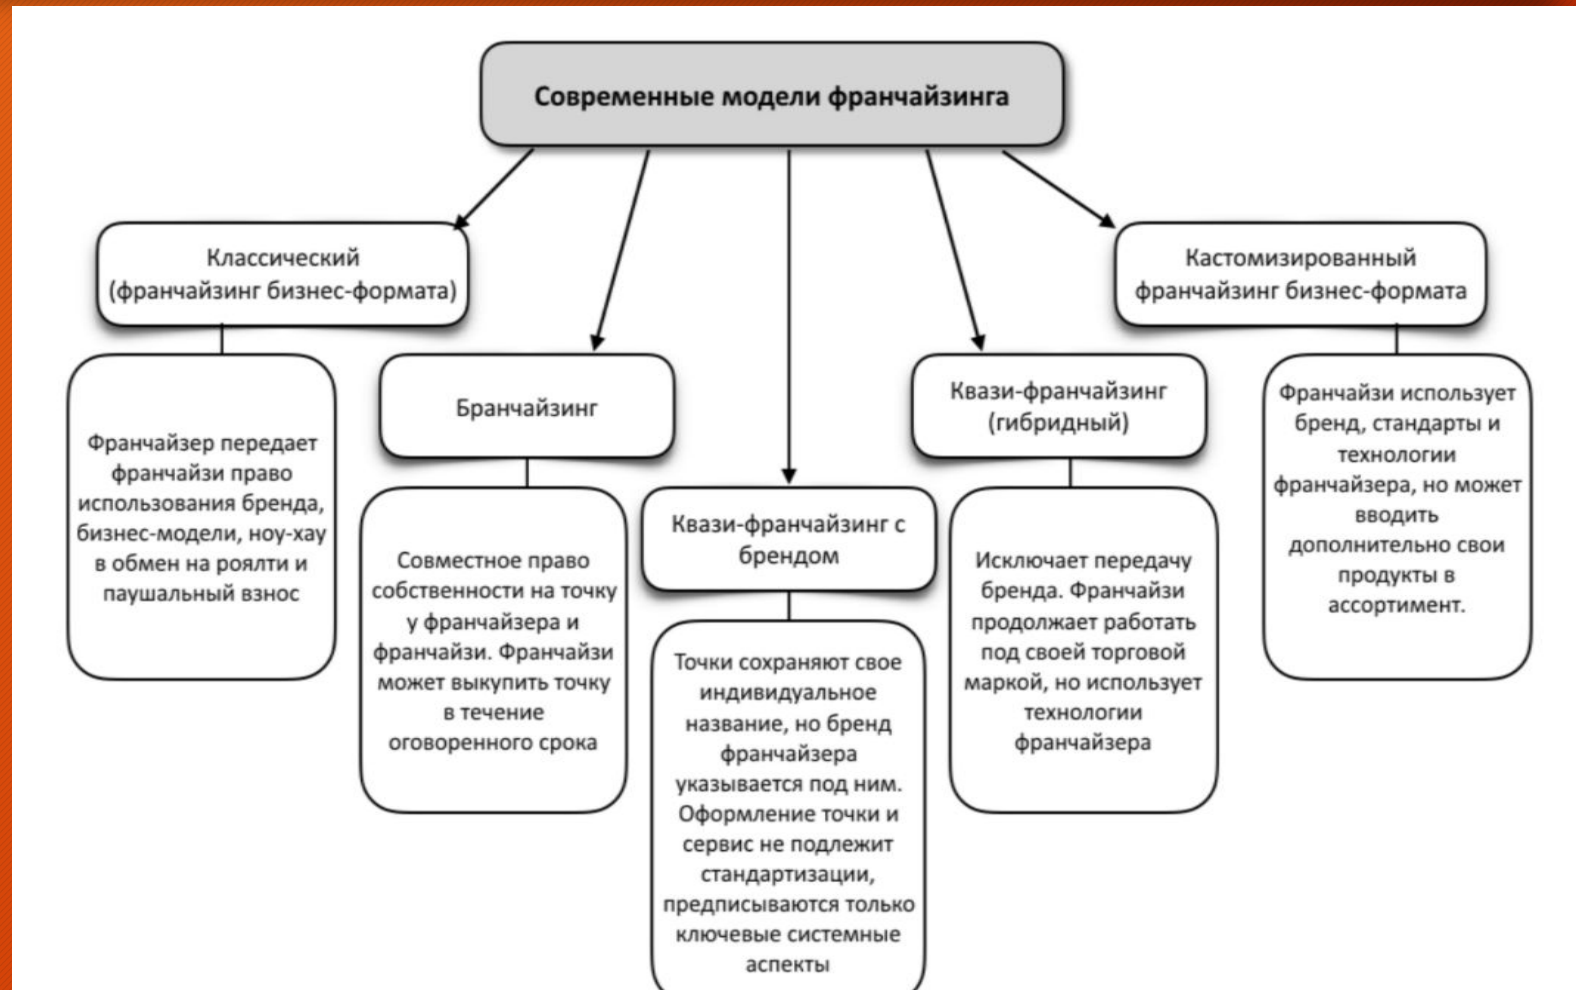 Современные модели франчайзинга
Классический
(франчайзинг бизнес-формата)
Франчайзер передает
франчайзи право
использования бренда,
бизнес-модели, ноу-хау
в обмен на роялти и
паушальный взнос
Бранчайзинг
Совместное право
собственности на точку
у франчайзера и
франчайзи. Франчайзи
может выкупить точку
в течение
оговоренного срока
Квази-франчайзинг с
брендом
Точки сохраняют свое
индивидуальное
название, но бренд
франчайзера
указывается под ним.
Оформление точки и
сервис не подлежит
стандартизации,
предписываются только
ключевые системные
аспекты
Квази-франчайзинг
(гибридный)
Исключает передачу
бренда. Франчайзи
продолжает работать
под своей торговой
маркой, но использует
технологии
франчайзера
Кастомизированный
франчайзинг бизнес-формата
Франчайзи использует
бренд, стандарты и
технологии
франчайзера, но может
вводить
дополнительно свои
продукты в
ассортимент.